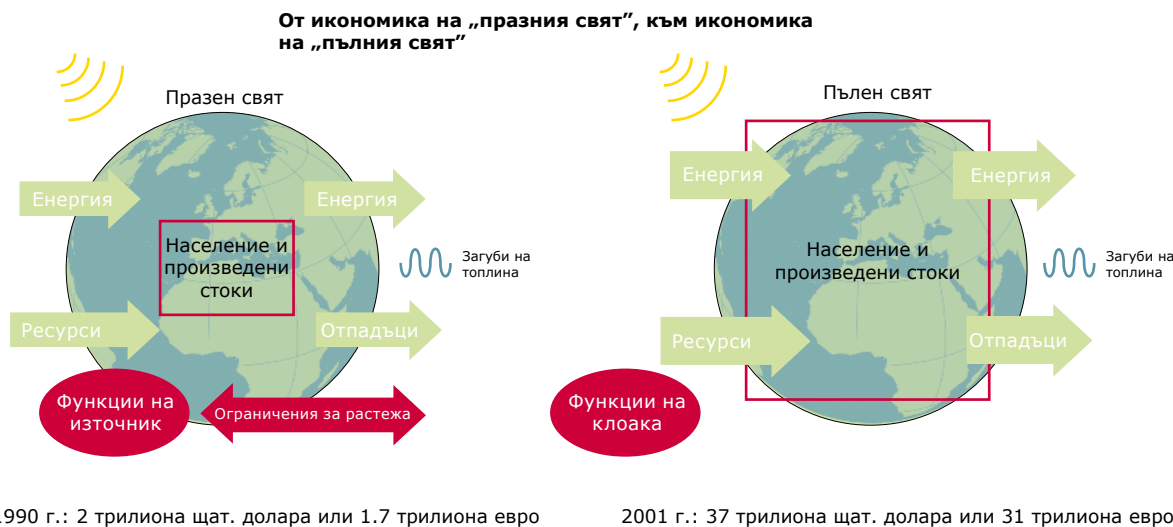 От икономика на „празния свят”, към икономика
на „пълния свят”
Празен свят
Енергия
Енергия
Население и
произведени
стоки
Загуби на
топлина
Ресурси
Отпадъци
Функции на
източник
Ограничения за растежа
1990 г.: 2 трилиона щат. долара или 1.7 трилиона евро
Пълен свят
Енергия
Енергия
Население и
произведени стоки
Загуби на
топлина
Ресурси
Отпадъци
Функции на
клоака
2001 г.: 37 трилиона щат. долара или 31 трилиона евро